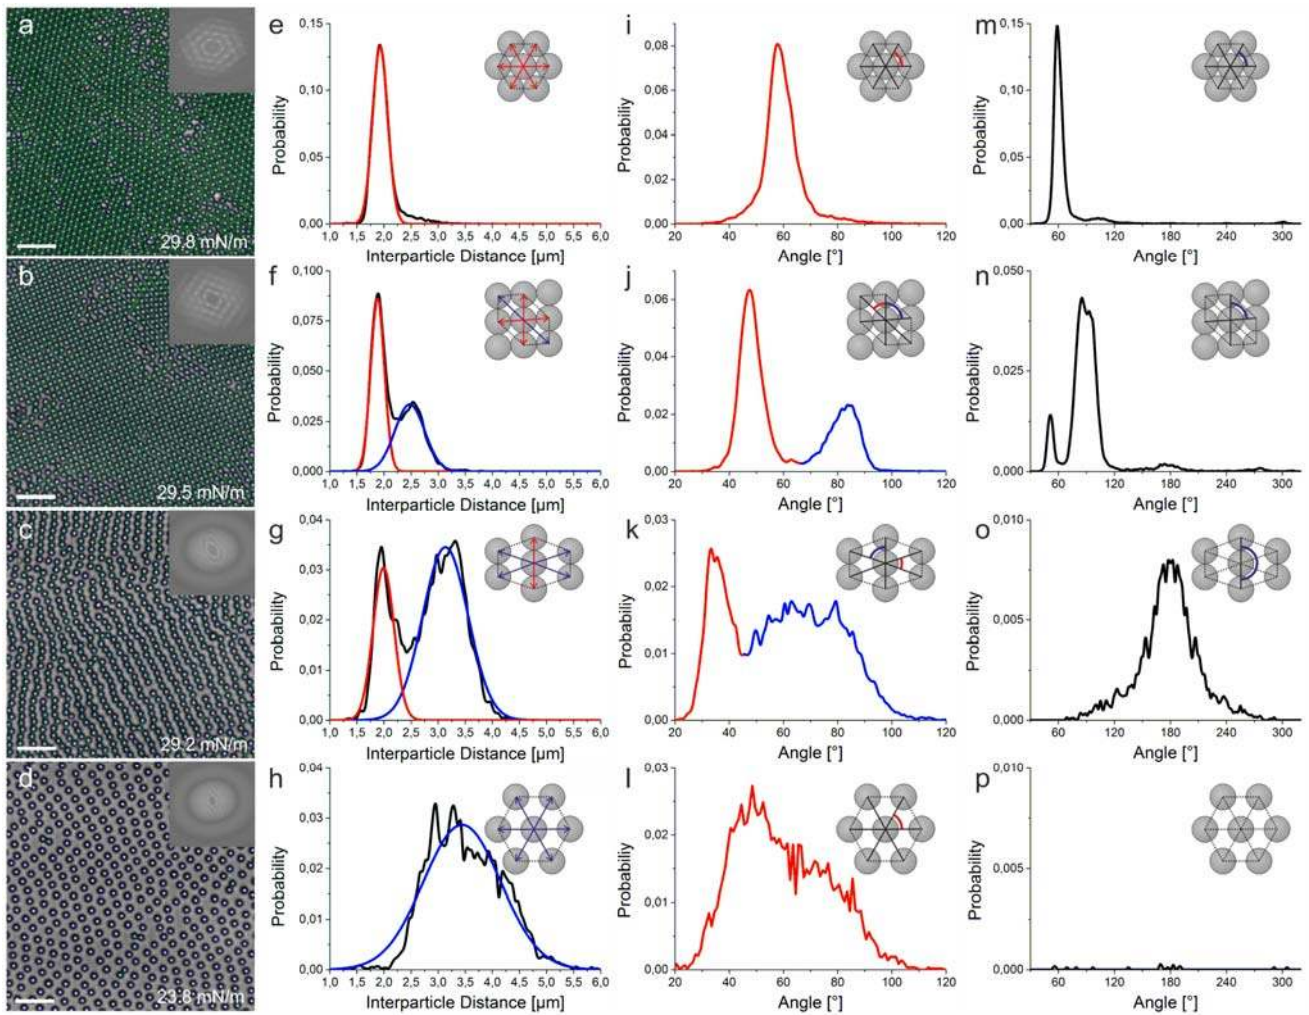 a
29.8 mN/m
e
0,15
0,10
0,05
0,00
Probability
1,0 1,5 2,0 2,5 3,0 3,5 4,0 4,5 5,0 5,5 6,0
Interparticle Distance [µm]
i
0,08
0,06
0,04
0,02
0,00
Probability
20 40 60 80 100 120
Angle [°]
m
0,15
0,10
0,05
0,00
Probability
60 120 180 240 300
Angle [°]
b
29.5 mN/m
f
0,100
0,075
0,050
0,025
0,000
Probability
1,0 1,5 2,0 2,5 3,0 3,5 4,0 4,5 5,0 5,5 6,0
Interparticle Distance [µm]
j
0,06
0,04
0,02
0,00
Probability
20 40 60 80 100 120
Angle [°]
n
0,050
0,025
0,000
Probability
60 120 180 240 300
Angle [°]
c
29.2 mN/m
g
0,04
0,03
0,02
0,01
0,00
Probability
1,0 1,5 2,0 2,5 3,0 3,5 4,0 4,5 5,0 5,5 6,0
Interparticle Distance [µm]
k
0,03
0,02
0,01
0,00
Probabiliy
20 40 60 80 100 120
Angle [°]
o
0,010
0,005
0,000
Probability
60 120 180 240 300
Angle [°]
d
23.8 mN/m
h
0,04
0,03
0,02
0,01
0,00
Probability
1,0 1,5 2,0 2,5 3,0 3,5 4,0 4,5 5,0 5,5 6,0
Interparticle Distance [µm]
l
0,03
0,02
0,01
0,00
Probabiliy
20 40 60 80 100 120
Angle [°]
p
0,010
0,005
0,000
Probability
60 120 180 240 300
Angle [°]